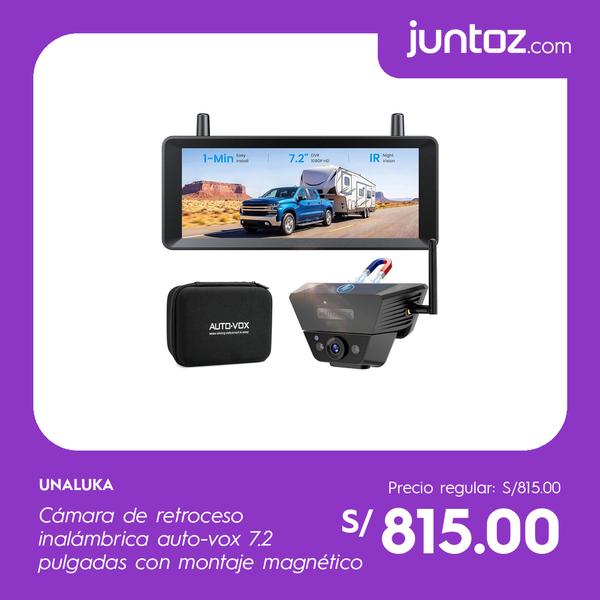 juntoz.com
1-Min Easy Install
7.2" DVR 1080P HD
IR Night Vision
AUTO-VOX
UNALUKA
Cámara de retroceso
inalámbrica auto-vox 7.2
pulgadas con montaje magnético
Precio regular: S/815.00
S/ 815.00